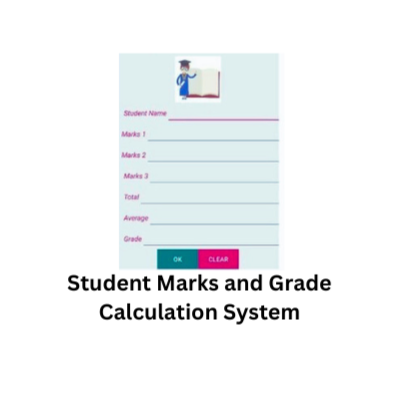 Student Name
Marks 1
Marks 2
Marks 3
Total
Average
Grade
OK CLEAR
Student Marks and Grade
Calculation System